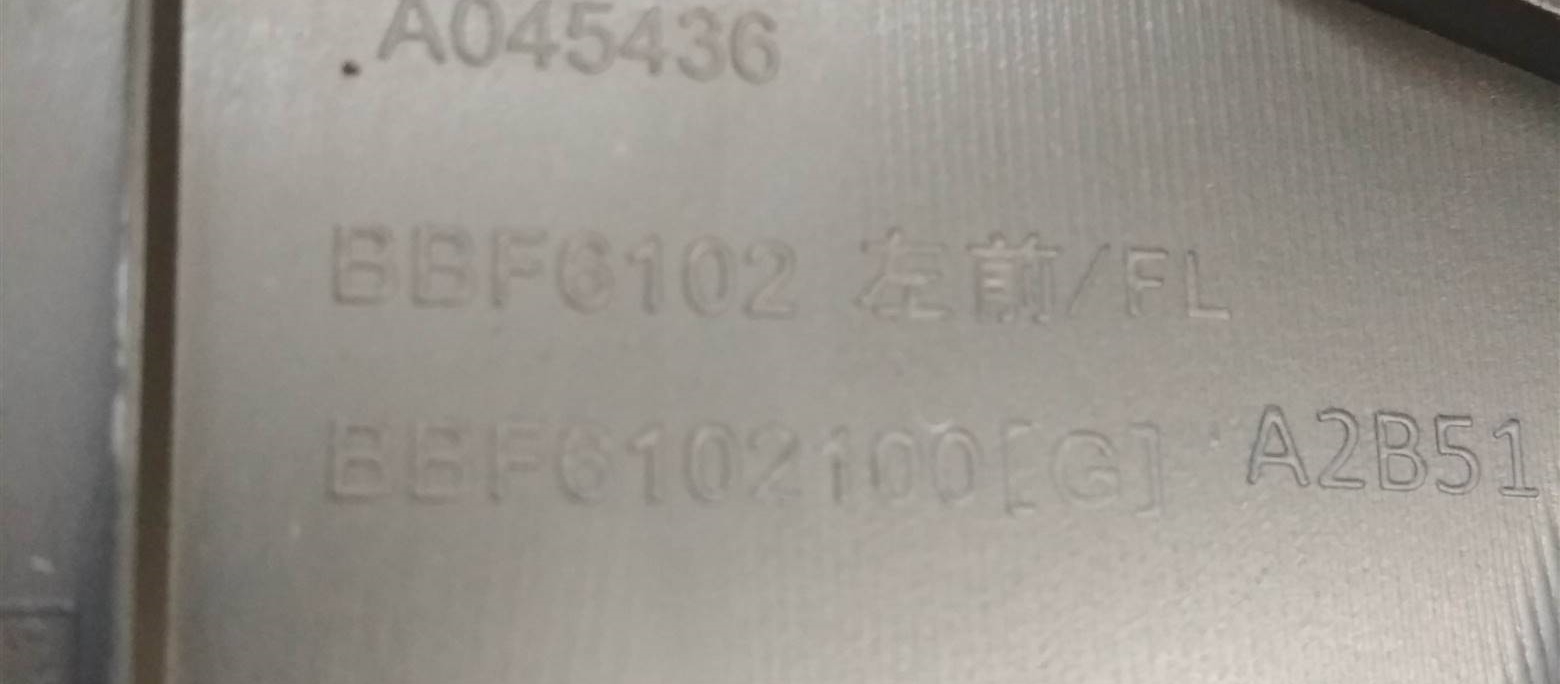 A045436
BBF6102 左前/FL
BBF6102100[G] A2B51